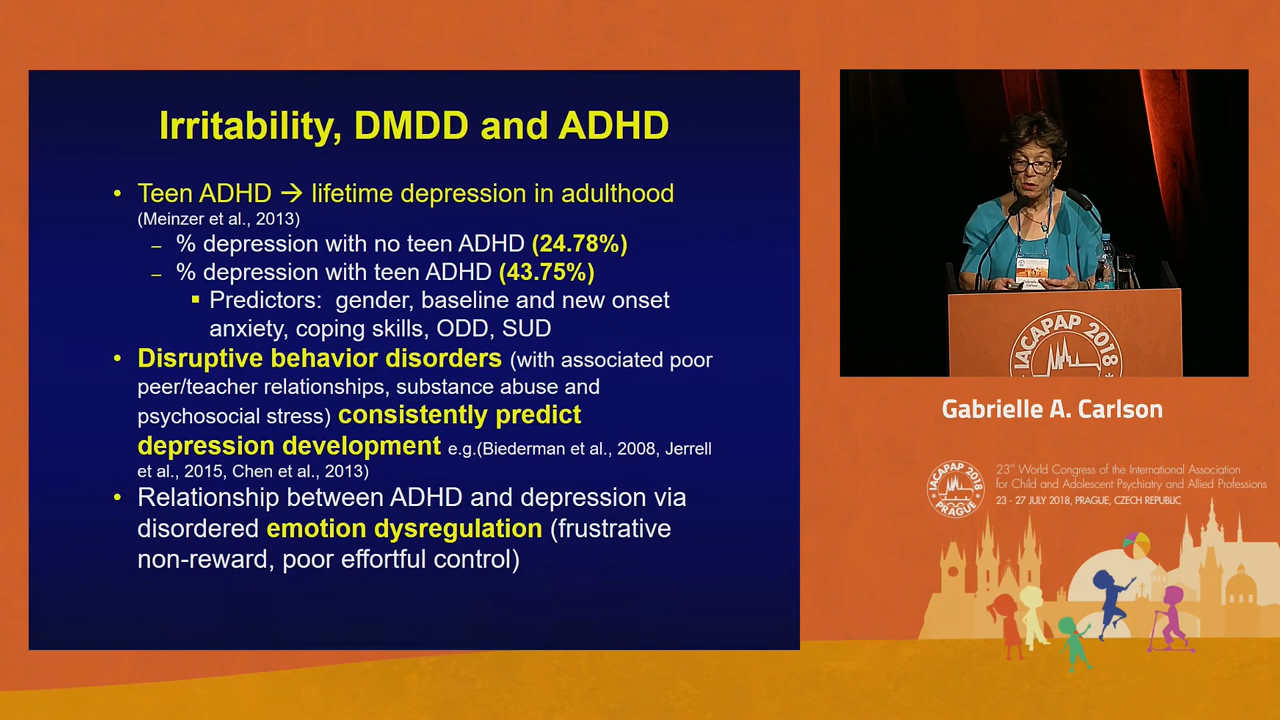 Irritability, DMDD and ADHD
• Teen ADHD → lifetime depression in adulthood
(Meinzer et al., 2013)
– % depression with no teen ADHD (24.78%)
– % depression with teen ADHD (43.75%)
▪ Predictors: gender, baseline and new onset
anxiety, coping skills, ODD, SUD
• Disruptive behavior disorders (with associated poor
peer/teacher relationships, substance abuse and
psychosocial stress) consistently predict
depression development e.g.(Biederman et al., 2008, Jerrell
et al., 2015, Chen et al., 2013)
• Relationship between ADHD and depression via
disordered emotion dysregulation (frustrative
non-reward, poor effortful control)
IACAPAP 2018
Gabrielle A. Carlson
IACAPAP 2018
PRAGUE
23rd World Congress of the International Association
for Child and Adolescent Psychiatry and Allied Professions
23 - 27 JULY 2018, PRAGUE, CZECH REPUBLIC